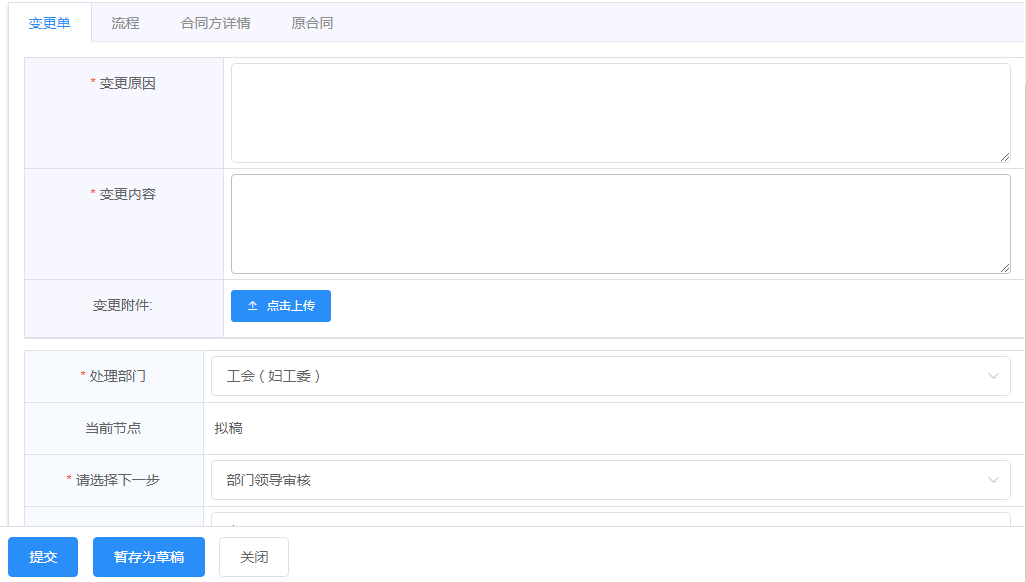 变更单 流程 合同方详情 原合同
* 变更原因
* 变更内容
变更附件: 点击上传
* 处理部门 工会（妇工委）
当前节点 拟稿
* 请选择下一步 部门领导审核
提交 暂存为草稿 关闭